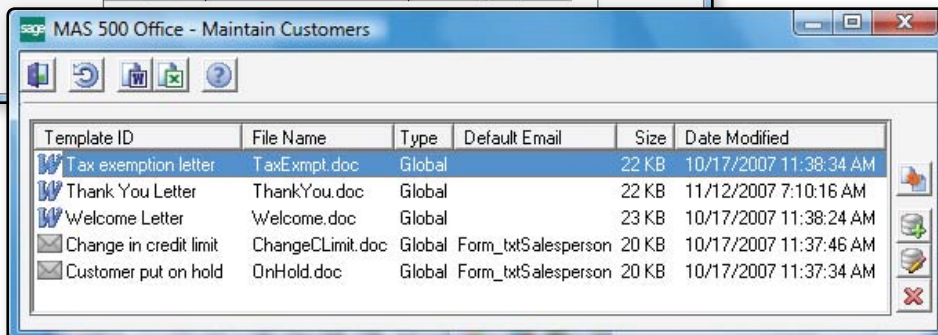 sage MAS 500 Office - Maintain Customers
Template ID File Name Type Default Email Size Date Modified
Tax exemption letter TaxExmpt.doc Global 22 KB 10/17/2007 11:38:34 AM
Thank You Letter ThankYou.doc Global 22 KB 11/12/2007 7:10:16 AM
Welcome Letter Welcome.doc Global 23 KB 10/17/2007 11:38:24 AM
Change in credit limit ChangeCLimit.doc Global Form_txtSalesperson 20 KB 10/17/2007 11:37:46 AM
Customer put on hold OnHold.doc Global Form_txtSalesperson 20 KB 10/17/2007 11:37:34 AM